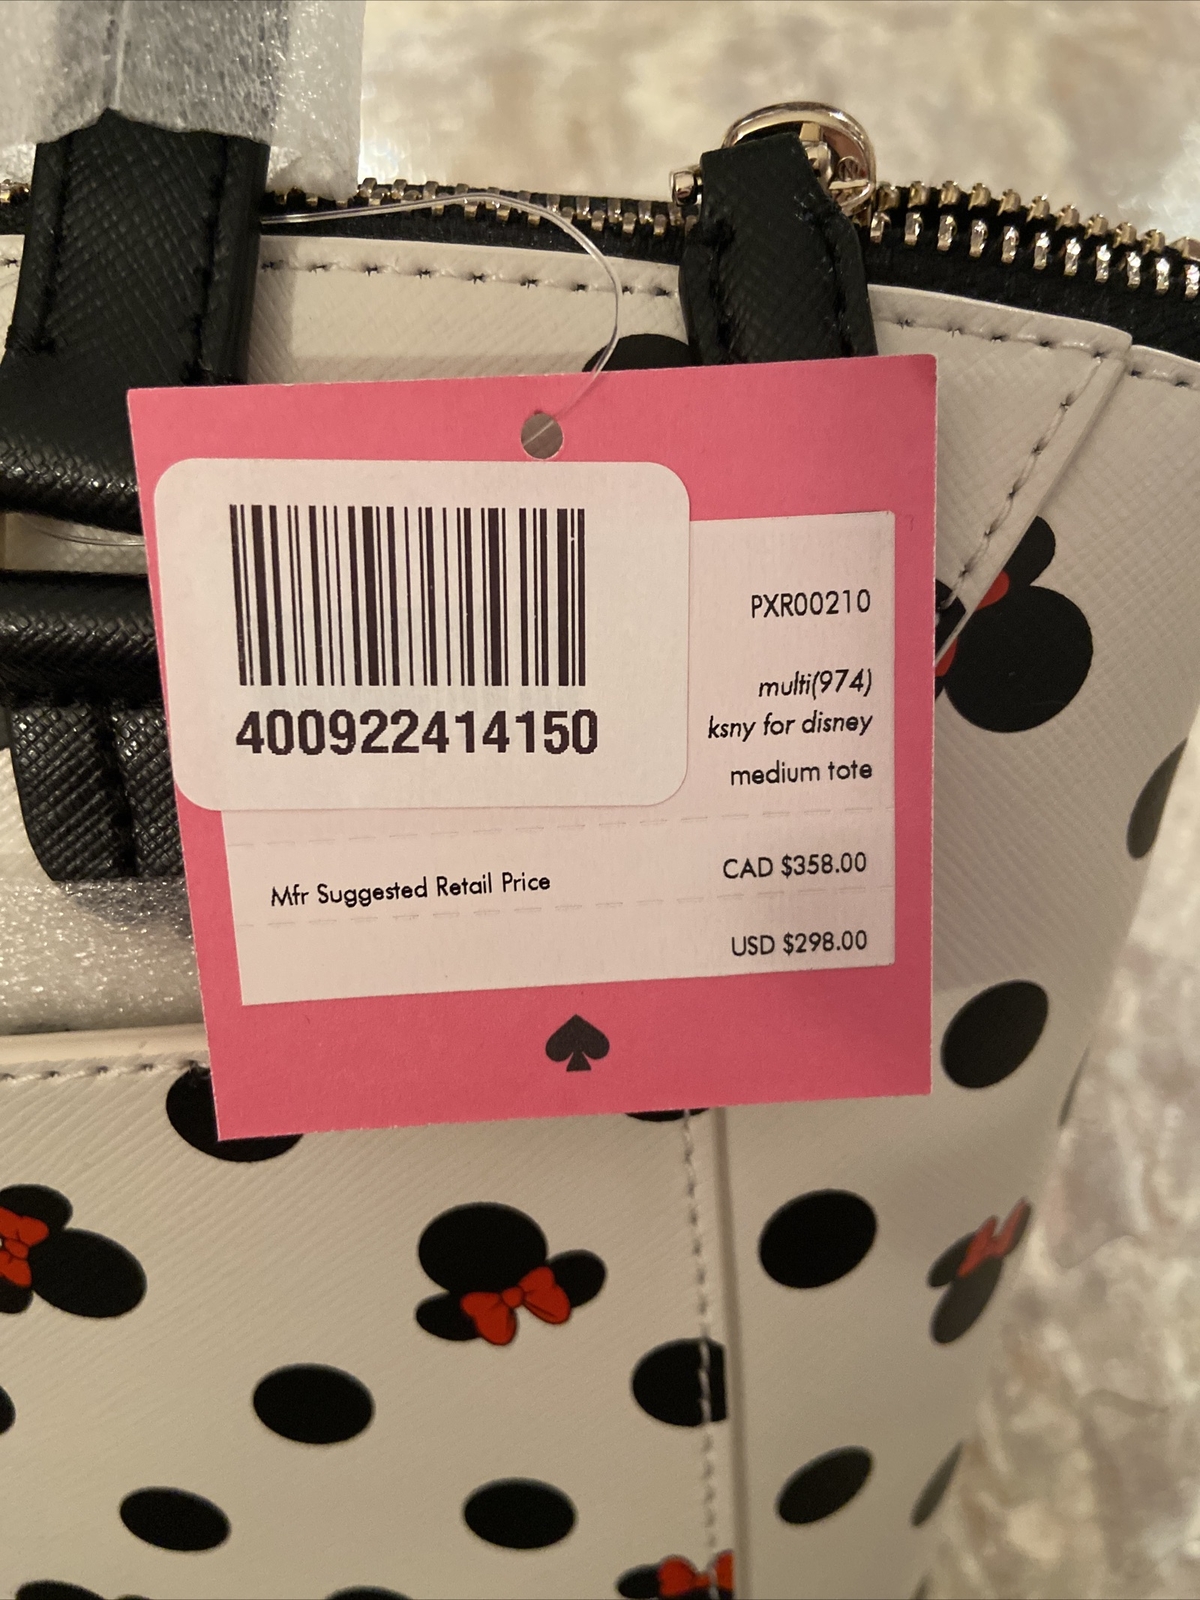 400922414150
PXR00210
multi(974)
ksny for disney
medium tote
CAD $358.00
Mfr Suggested Retail Price
USD $298.00